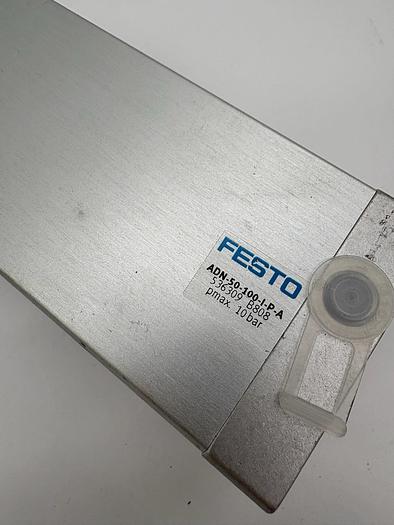 FESTO
ADN-50-100-I-P-A
536309 B808
pmax. 10bar